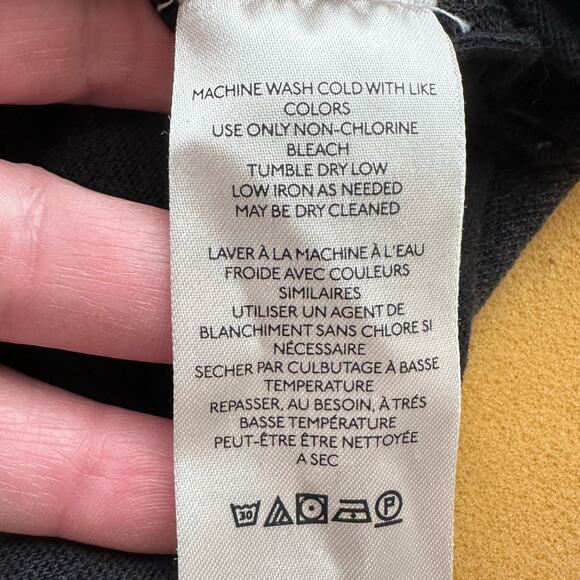 MACHINE WASH COLD WITH LIKE
COLORS
USE ONLY NON-CHLORINE
BLEACH
TUMBLE DRY LOW
LOW IRON AS NEEDED
MAY BE DRY CLEANED
LAVER À LA MACHINE À L'EAU
FROIDE AVEC COULEURS
SIMILAIRES
UTILISER UN AGENT DE
BLANCHIMENT SANS CHLORE SI
NÉCESSAIRE
SECHER PAR CULBUTAGE À BASSE
TEMPERATURE
REPASSER, AU BESOIN, À TRÉS
BASSE TEMPÉRATURE
PEUT-ÊTRE ÊTRE NETTOYÉE
A SEC
30 P